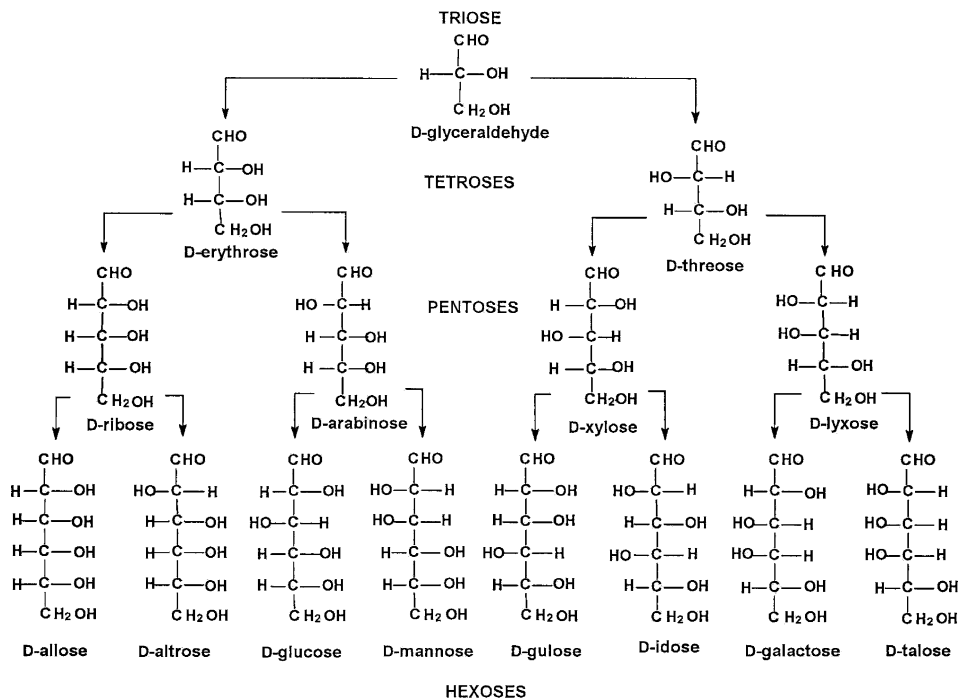 TRIOSE
CHO
H—C—OH
CH2OH
D-glyceraldehyde
CHO
H—C—OH
H—C—OH
CH2OH
D-erythrose
TETROSES
CHO
HO—C—H
H—C—OH
CH2OH
D-threose
CHO
H—C—OH
H—C—OH
H—C—OH
CH2OH
D-ribose
CHO
HO—C—H
H—C—OH
H—C—OH
CH2OH
D-arabinose
PENTOSES
CHO
H—C—OH
HO—C—H
H—C—OH
CH2OH
D-xylose
CHO
HO—C—H
HO—C—H
H—C—OH
CH2OH
D-lyxose
CHO
H—C—OH
H—C—OH
H—C—OH
H—C—OH
CH2OH
D-allose
CHO
HO—C—H
H—C—OH
H—C—OH
H—C—OH
CH2OH
D-altrose
CHO
H—C—OH
HO—C—H
H—C—OH
H—C—OH
CH2OH
D-glucose
CHO
HO—C—H
HO—C—H
H—C—OH
H—C—OH
CH2OH
D-mannose
CHO
H—C—OH
H—C—OH
HO—C—H
H—C—OH
CH2OH
D-gulose
CHO
HO—C—H
H—C—OH
HO—C—H
H—C—OH
CH2OH
D-idose
CHO
H—C—OH
HO—C—H
HO—C—H
H—C—OH
CH2OH
D-galactose
CHO
HO—C—H
HO—C—H
HO—C—H
H—C—OH
CH2OH
D-talose
HEXOSES